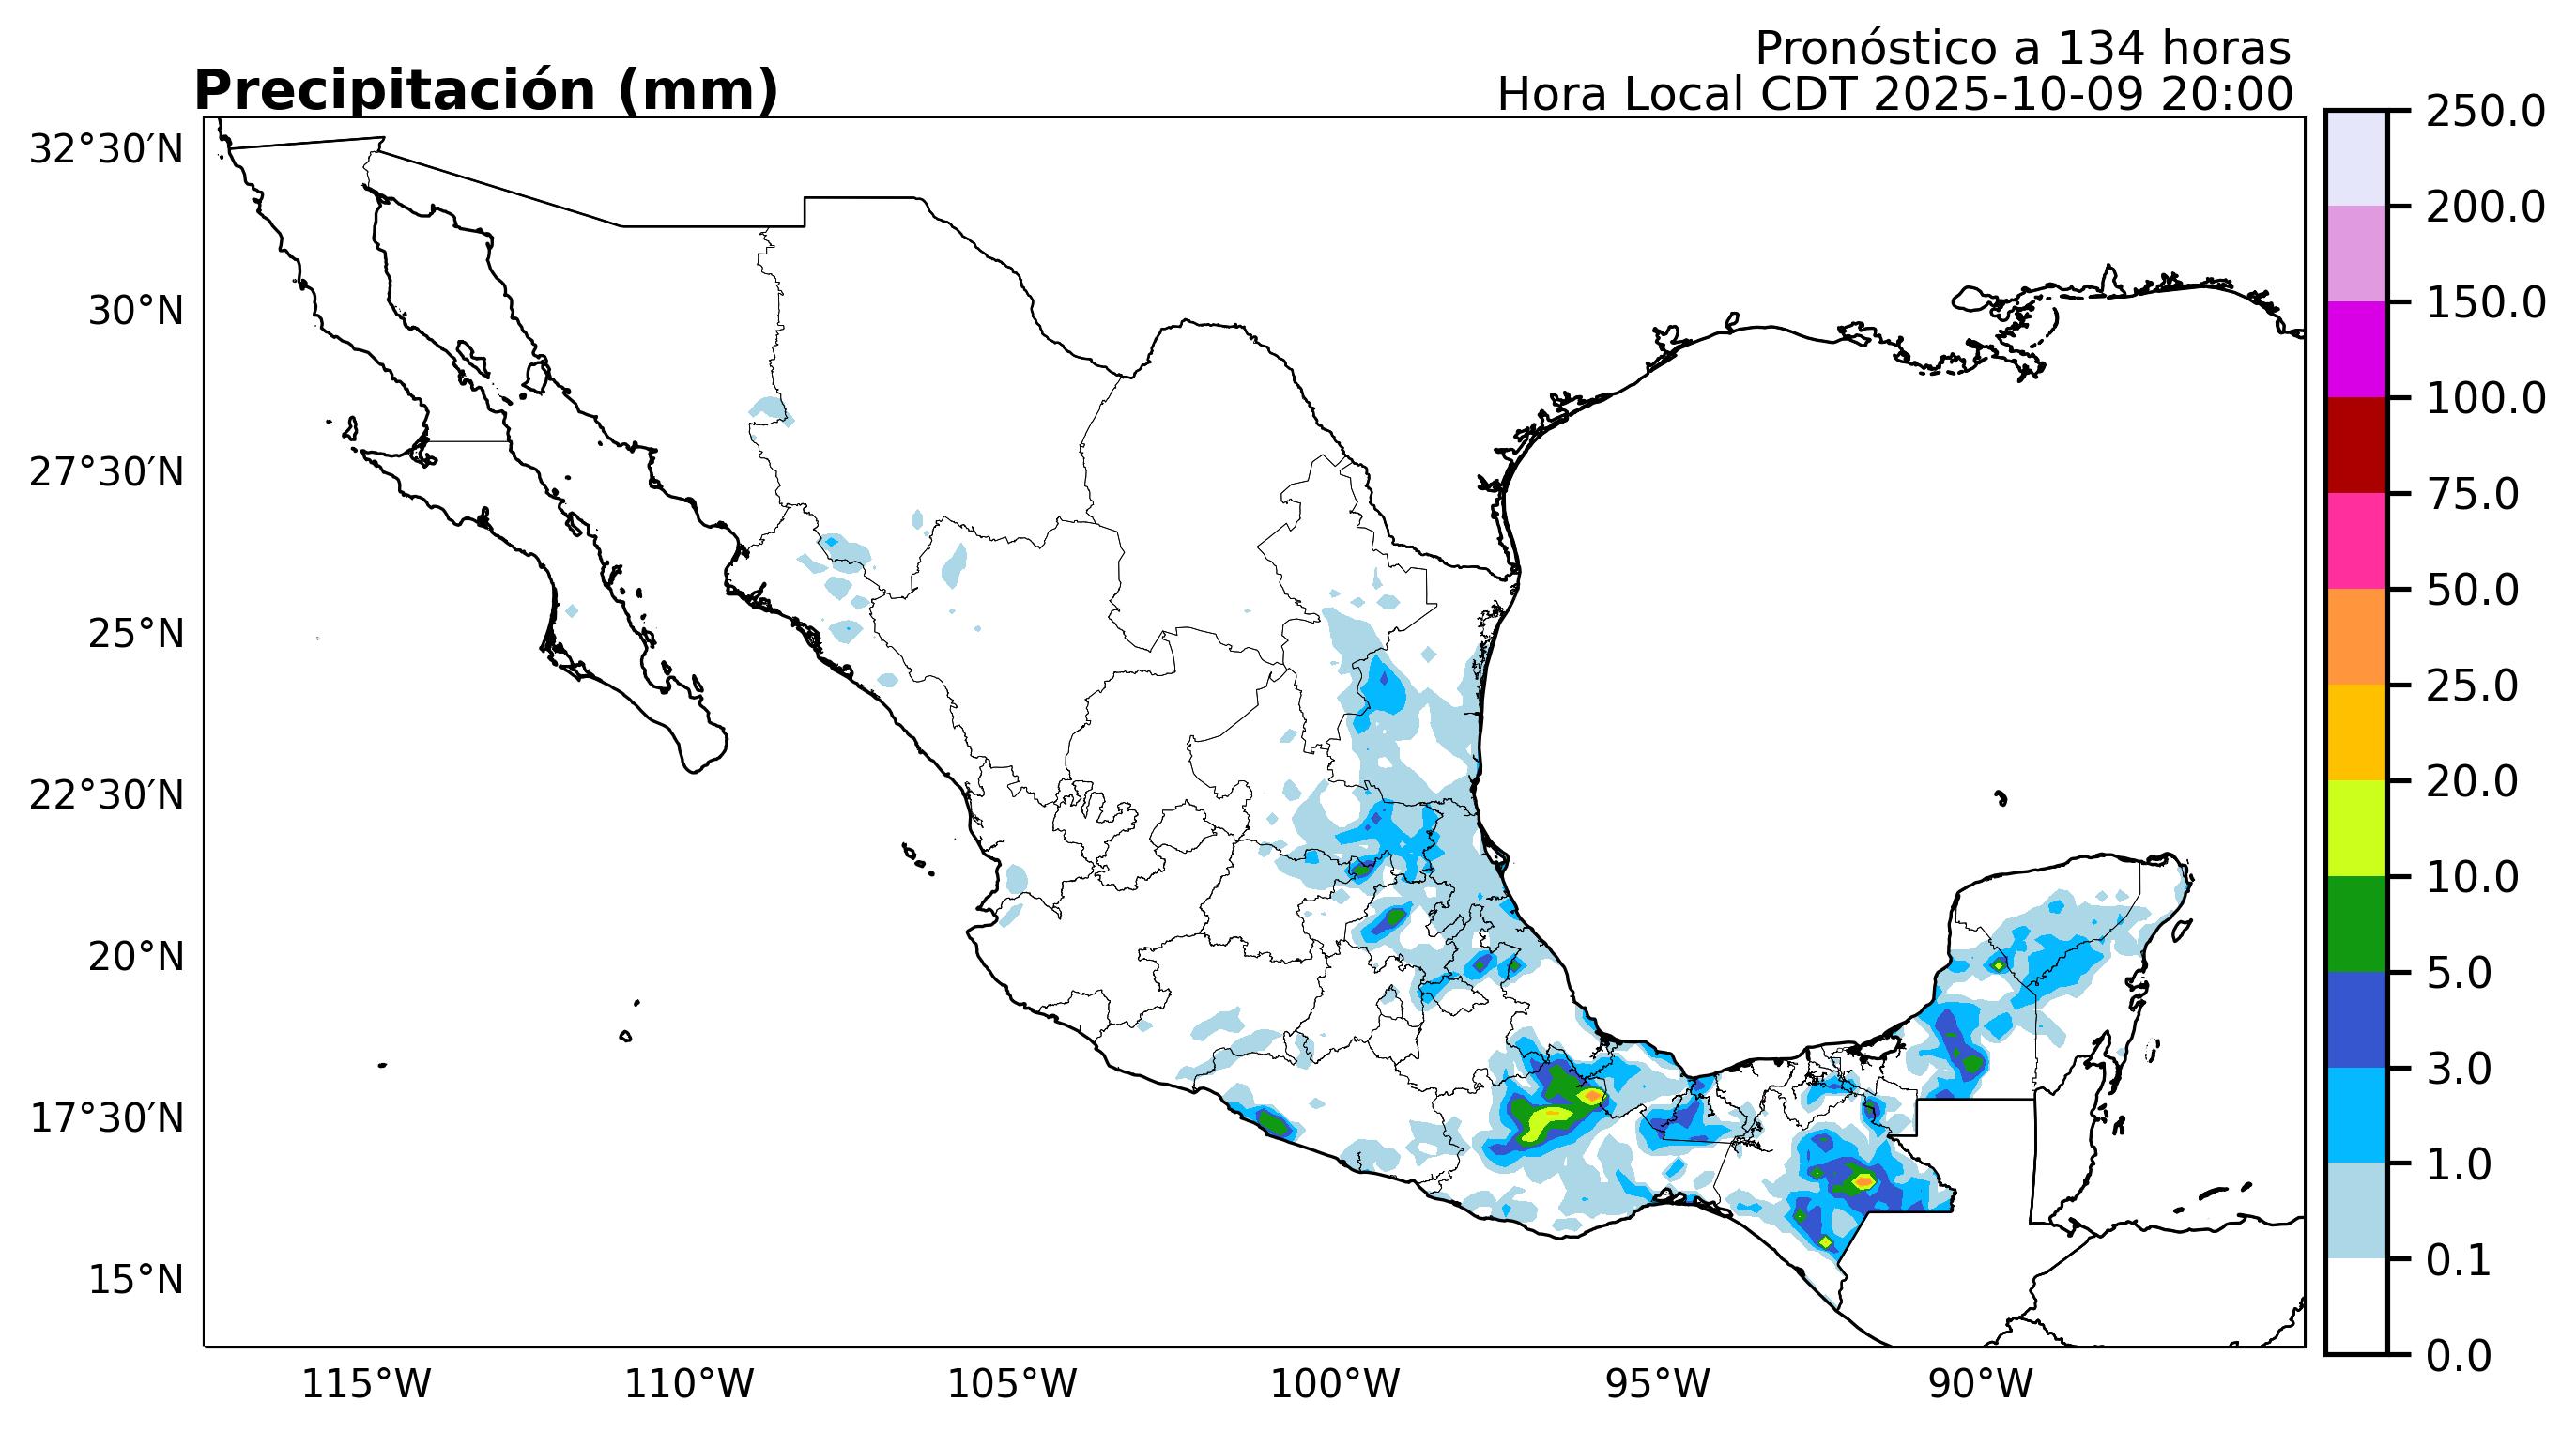 Pronóstico a 134 horas
Precipitación (mm)
Hora Local CDT 2025-10-09 20:00
32°30′N
30°N
27°30′N
25°N
22°30′N
20°N
17°30′N
15°N
115°W
110°W
105°W
100°W
95°W
90°W
250.0
200.0
150.0
100.0
75.0
50.0
25.0
20.0
10.0
5.0
3.0
1.0
0.1
0.0